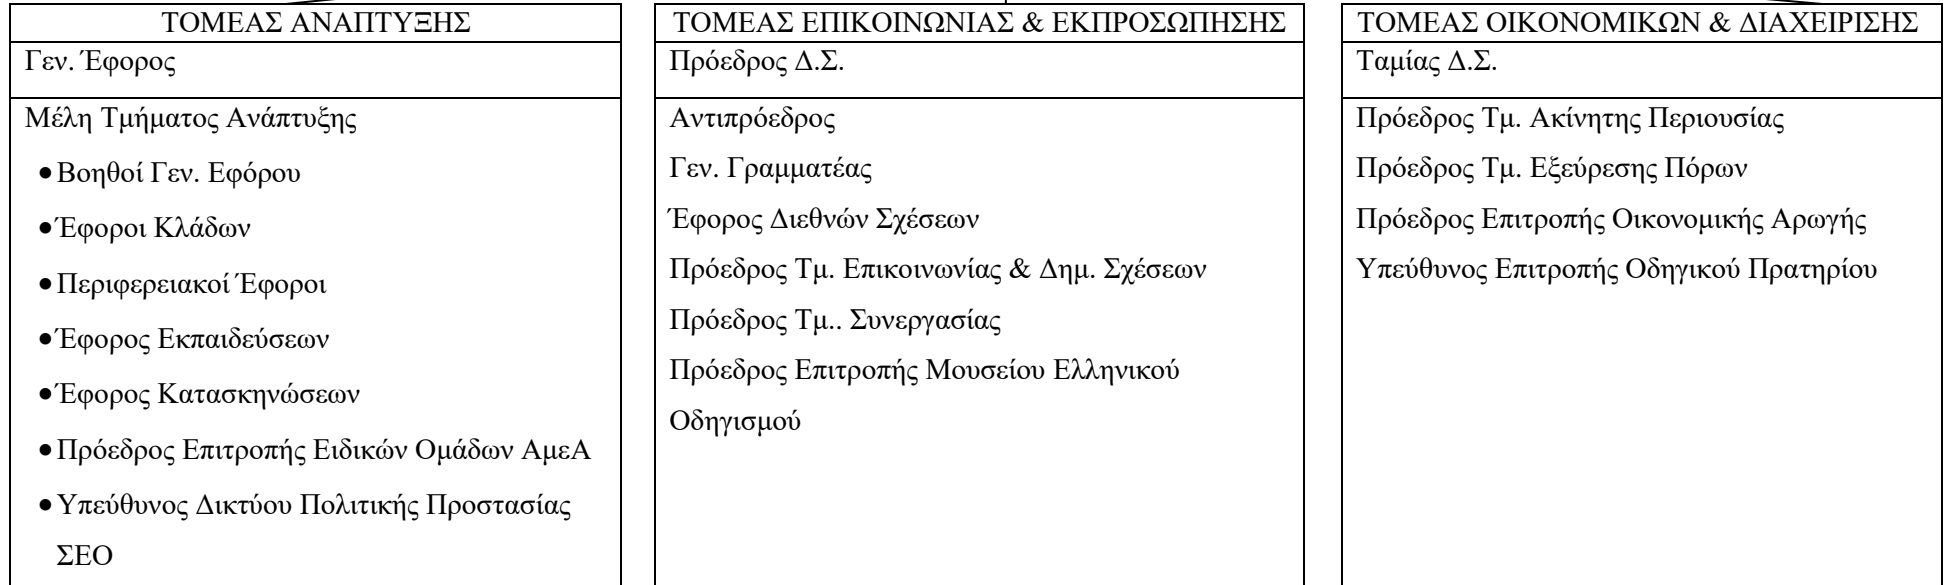 ΤΟΜΕΑΣ ΑΝΑΠΤΥΞΗΣ
Γεν. Έφορος
Μέλη Τμήματος Ανάπτυξης
•Βοηθοί Γεν. Εφόρου
•Έφοροι Κλάδων
•Περιφερειακοί Έφοροι
•Έφορος Εκπαιδεύσεων
•Έφορος Κατασκηνώσεων
•Πρόεδρος Επιτροπής Ειδικών Ομάδων ΑμεΑ
•Υπεύθυνος Δικτύου Πολιτικής Προστασίας
ΣΕΟ
ΤΟΜΕΑΣ ΕΠΙΚΟΙΝΩΝΙΑΣ & ΕΚΠΡΟΣΩΠΗΣΗΣ
Πρόεδρος Δ.Σ.
Αντιπρόεδρος
Γεν. Γραμματέας
Έφορος Διεθνών Σχέσεων
Πρόεδρος Τμ. Επικοινωνίας & Δημ. Σχέσεων
Πρόεδρος Τμ.. Συνεργασίας
Πρόεδρος Επιτροπής Μουσείου Ελληνικού
Οδηγισμού
ΤΟΜΕΑΣ ΟΙΚΟΝΟΜΙΚΩΝ & ΔΙΑΧΕΙΡΙΣΗΣ
Ταμίας Δ.Σ.
Πρόεδρος Τμ. Ακίνητης Περιουσίας
Πρόεδρος Τμ. Εξεύρεσης Πόρων
Πρόεδρος Επιτροπής Οικονομικής Αρωγής
Υπεύθυνος Επιτροπής Οδηγικού Πρατηρίου